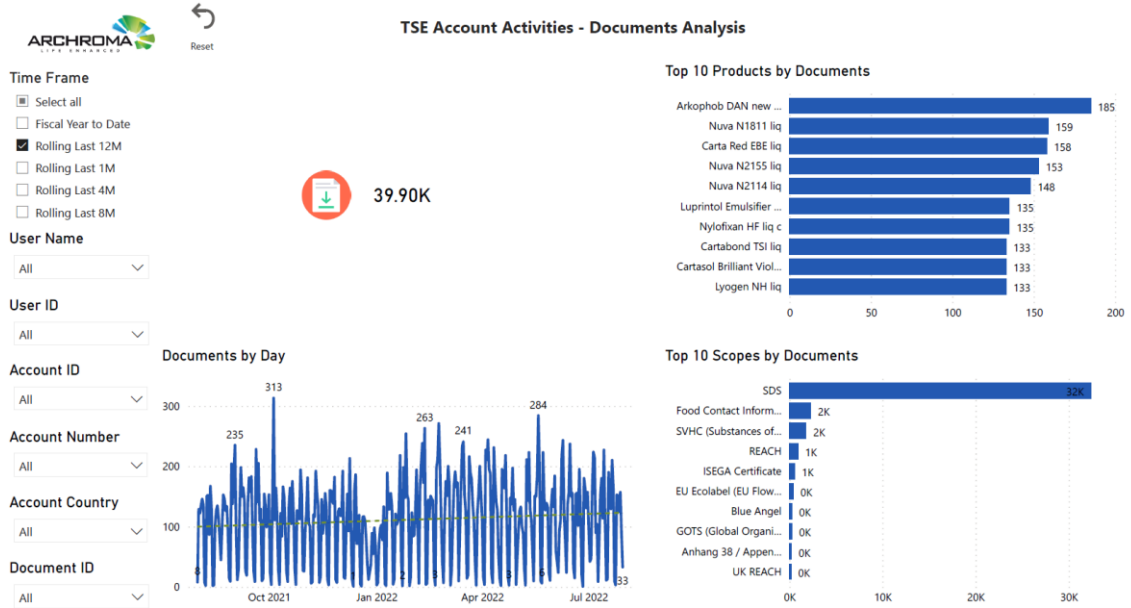 ARCHROMA
LIFE ENHANCED
Reset
TSE Account Activities - Documents Analysis
Time Frame
Select all
Fiscal Year to Date
Rolling Last 12M
Rolling Last 1M
Rolling Last 4M
Rolling Last 8M
User Name
All
User ID
All
Account ID
All
Account Number
All
Account Country
All
Document ID
All
39.90K
Top 10 Products by Documents
Arkophob DAN new ... 185
Nuva N1811 liq 159
Carta Red EBE liq 158
Nuva N2155 liq 153
Nuva N2114 liq 148
Luprintol Emulsifier ... 135
Nylofixan HF liq c 135
Cartabond TSI liq 133
Cartasol Brilliant Viol... 133
Lyogen NH liq 133
0 50 100 150 200
Documents by Day
313
300
284
263
241
235
200
100
8 1 2 3 3 6 33
0
Oct 2021 Jan 2022 Apr 2022 Jul 2022
Top 10 Scopes by Documents
SDS 32K
Food Contact Inform... 2K
SVHC (Substances of... 2K
REACH 1K
ISEGA Certificate 1K
EU Ecolabel (EU Flow... 0K
Blue Angel 0K
GOTS (Global Organi... 0K
Anhang 38 / Appen... 0K
UK REACH 0K
0K 10K 20K 30K